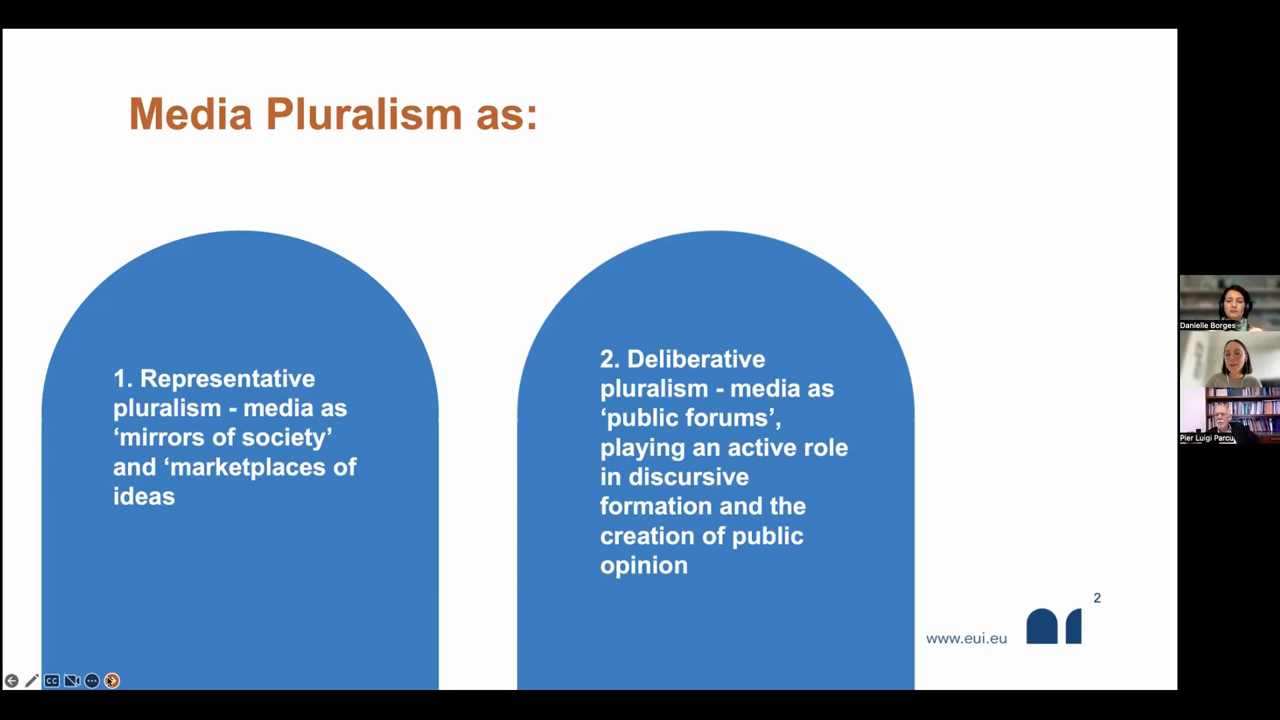 Media Pluralism as:
1. Representative
pluralism - media as
‘mirrors of society’
and ‘marketplaces of
ideas
2. Deliberative
pluralism - media as
‘public forums’,
playing an active role
in discursive
formation and the
creation of public
opinion
2
www.eui.eu
CC
Danielle Borges
Pier Luigi Parcu